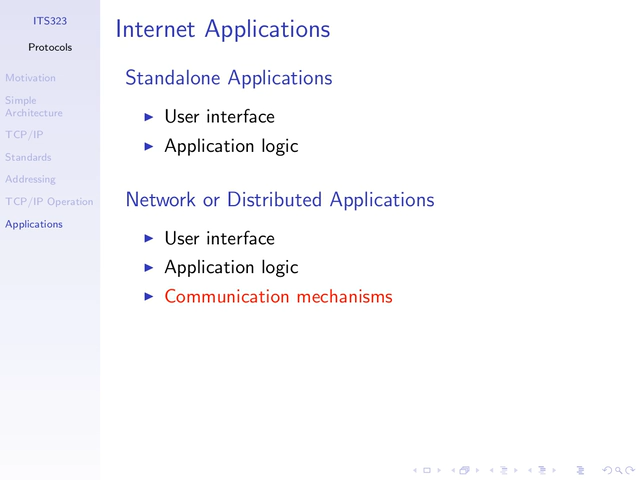 ITS323
Protocols
Motivation
Simple
Architecture
TCP/IP
Standards
Addressing
TCP/IP Operation
Applications
Internet Applications
Standalone Applications
User interface
Application logic
Network or Distributed Applications
User interface
Application logic
Communication mechanisms